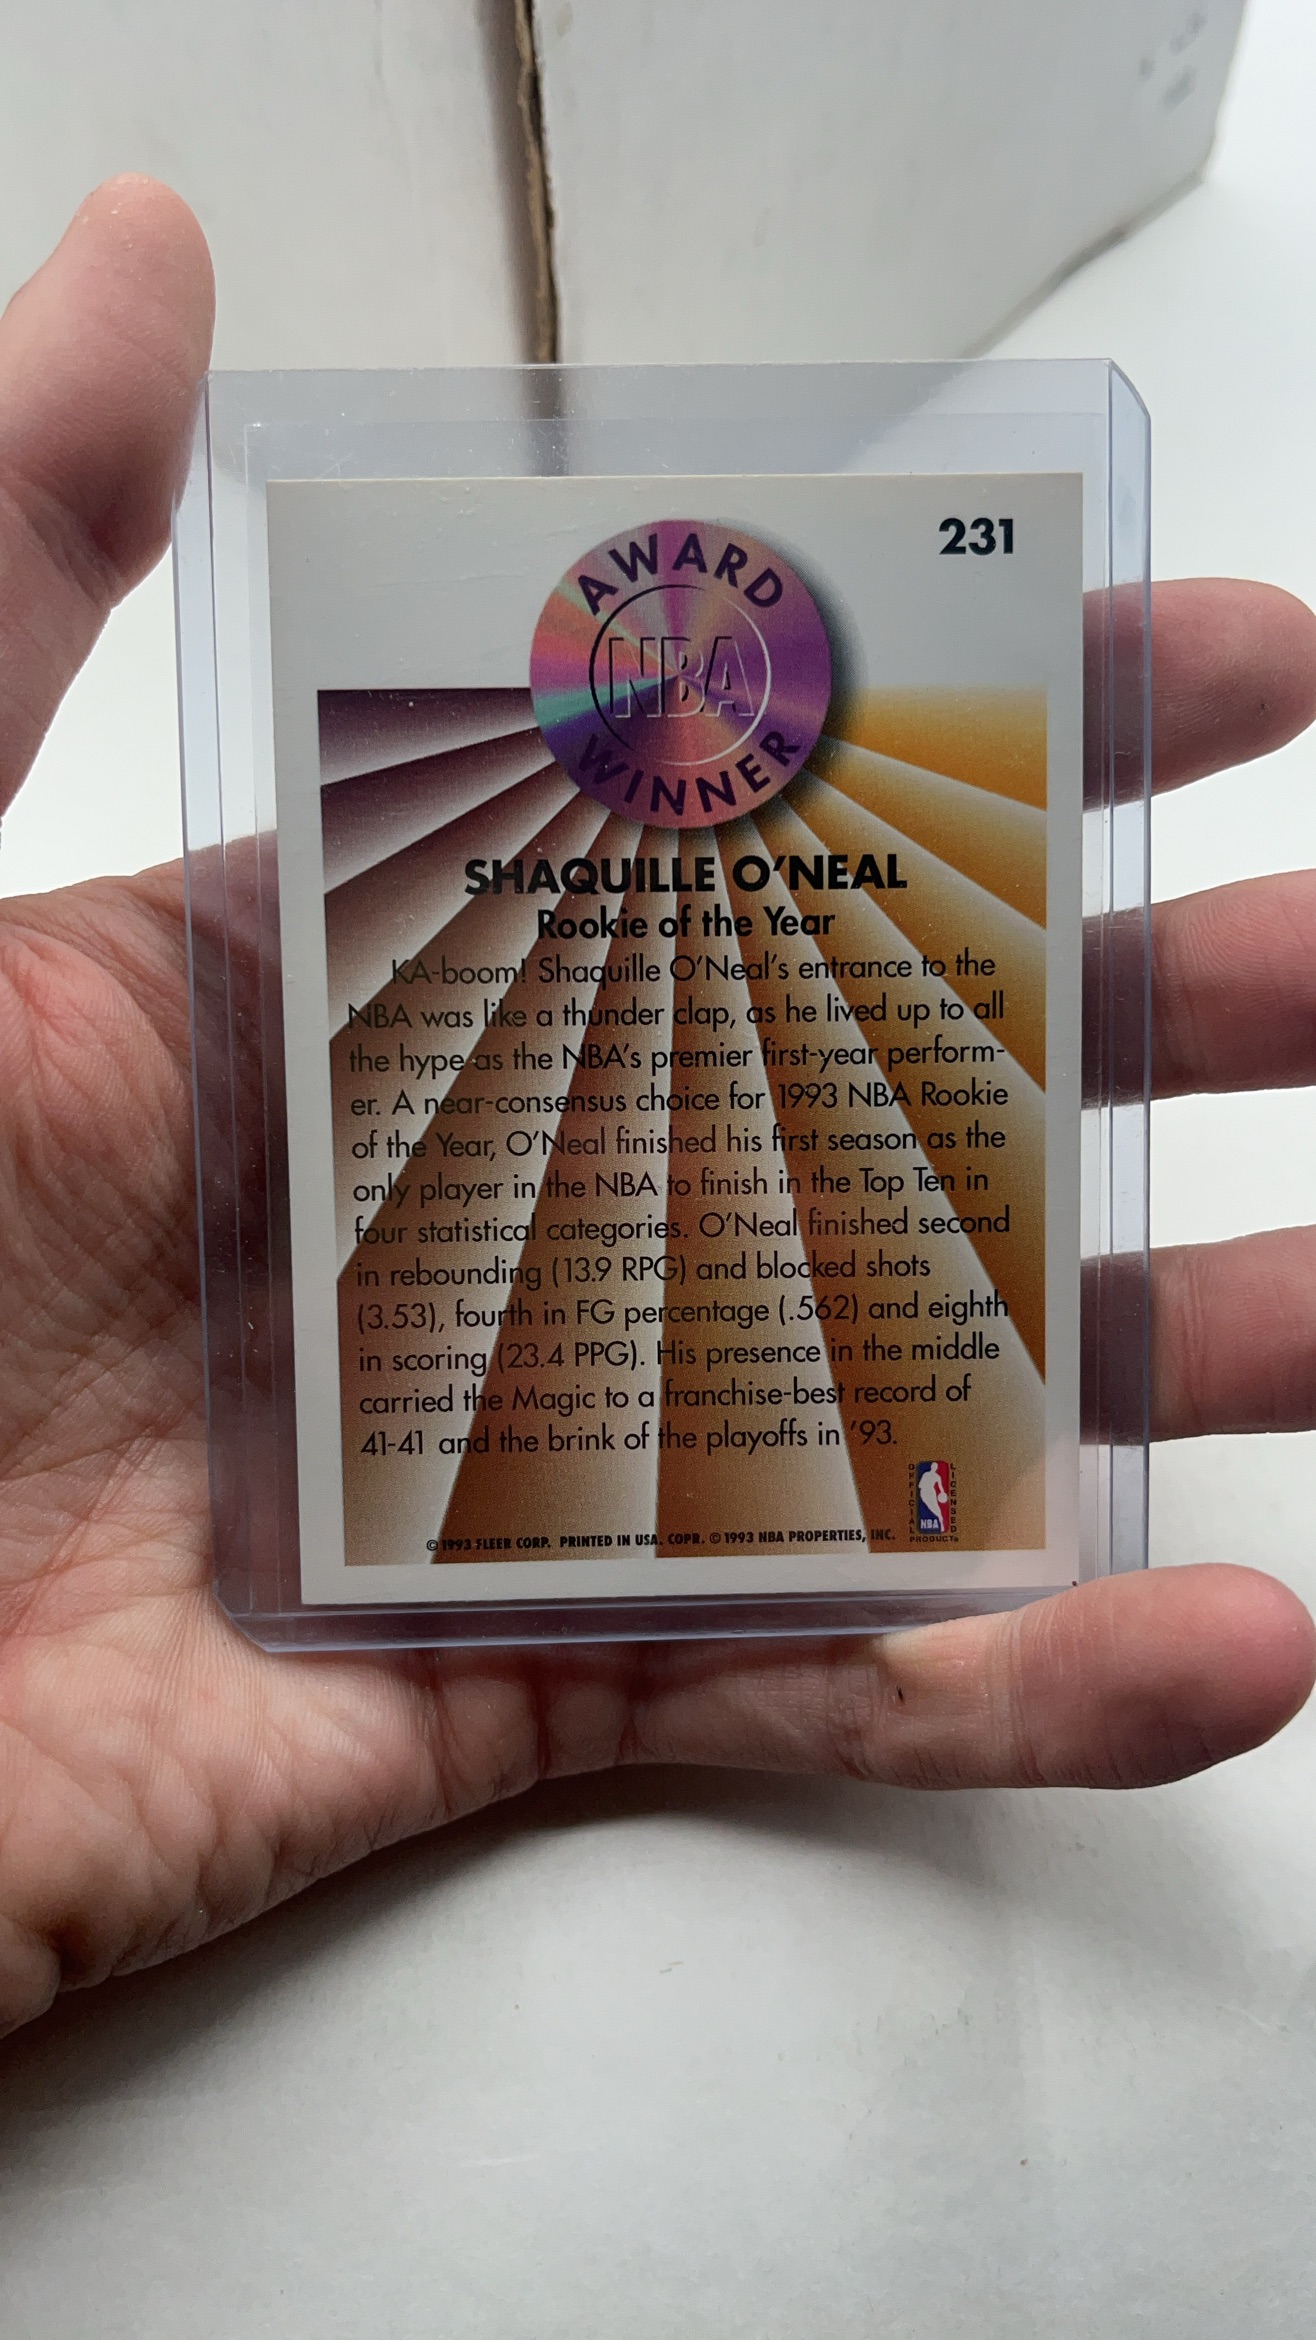 231
AWARD
NBA
WINNER
SHAQUILLE O'NEAL
Rookie of the Year
KA-boom! Shaquille O'Neal's entrance to the
NBA was like a thunder clap, as he lived up to all
the hype as the NBA's premier first-year perform-
er. A near-consensus choice for 1993 NBA Rookie
of the Year, O'Neal finished his first season as the
only player in the NBA to finish in the Top Ten in
four statistical categories. O'Neal finished second
in rebounding (13.9 RPG) and blocked shots
(3.53), fourth in FG percentage (.562) and eighth
in scoring (23.4 PPG). His presence in the middle
carried the Magic to a franchise-best record of
41-41 and the brink of the playoffs in '93.
OFFICIAL
LICENSED
NBA
PRODUCT
© 1993 FLEER CORP. PRINTED IN USA. COPR. © 1993 NBA PROPERTIES, INC.